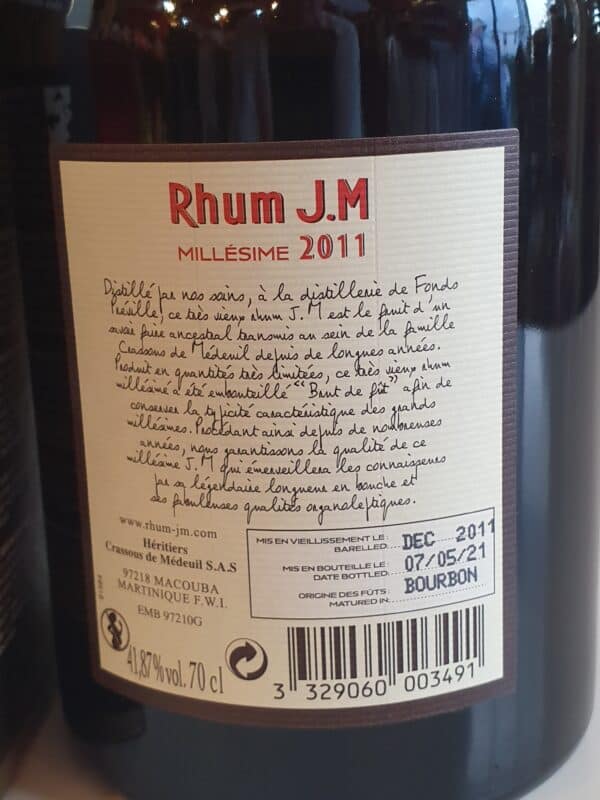 Rhum J.M
MILLÉSIME 2011
Distillé par nos soins, à la distillerie de Fonds
Préville, ce très vieux rhum J.M est le fruit d'un
savoir faire ancestral transmis au sein de la famille
Crassous de Médeuil depuis de longues années.
Produit en quantités très limitées, ce très vieux rhum
millésimé a été embouteillé "Brut de fût" afin de
conserver la typicité caractéristique des grands
millésimes. Procédant ainsi depuis de nombreuses
années, nous garantissons la qualité de ce
millésime J.M qui émerveillera les connaisseurs
par sa légendaire longueur en bouche et
ses fabuleuses qualités organoleptiques.
www.rhum-jm.com
Héritiers
Crassous de Médeuil S.A.S
97218 MACOUBA
MARTINIQUE F.W.I.
EMB 97210G
41,87%vol. 70 cl
MIS EN VIEILLISSEMENT LE :
BARELLED: DEC 2011
MIS EN BOUTEILLE LE :
DATE BOTTLED: 07/05/21
ORIGINE DES FÛTS :
MATURED IN: BOURBON
3 329060 003491